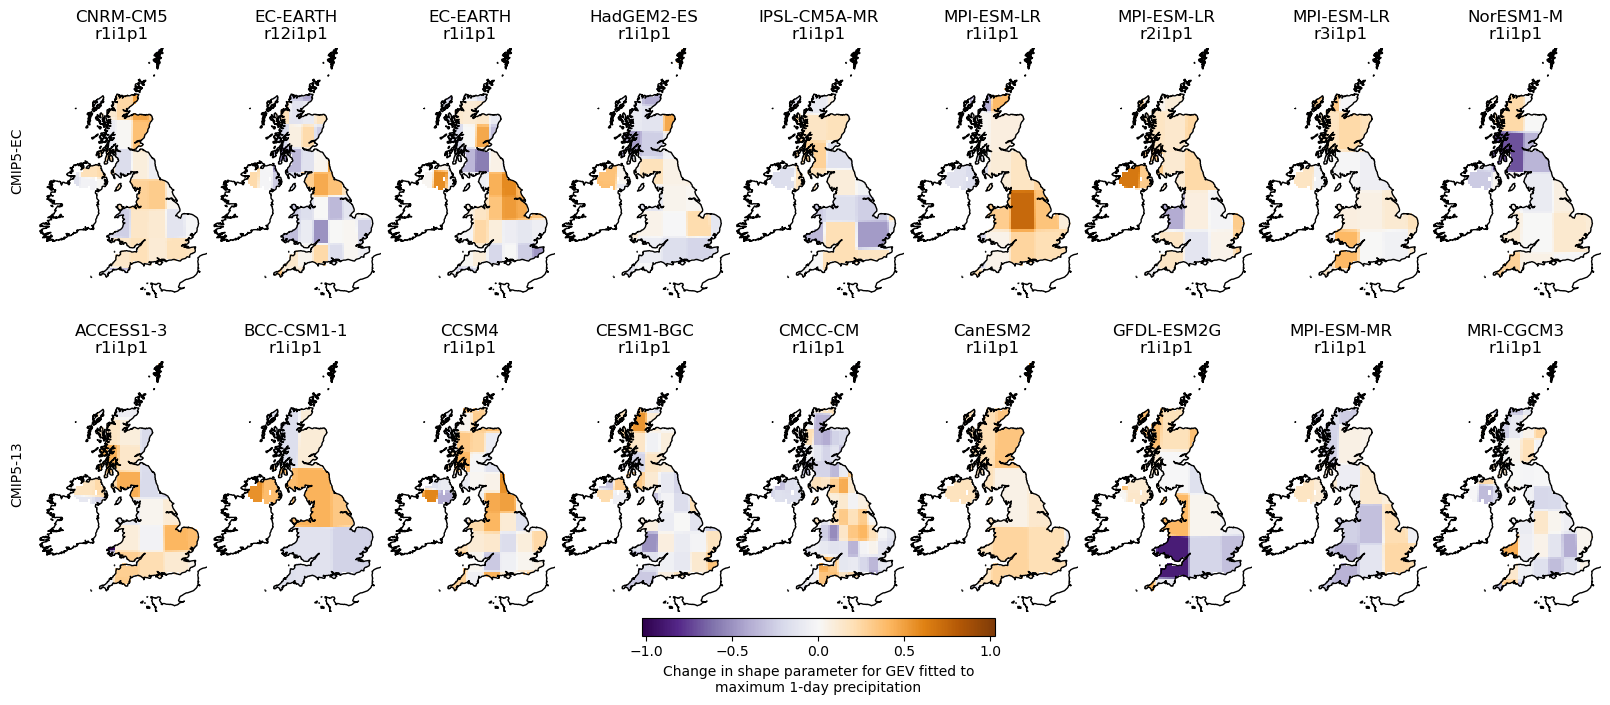 CNRM-CM5 EC-EARTH EC-EARTH HadGEM2-ES IPSL-CM5A-MR MPI-ESM-LR MPI-ESM-LR MPI-ESM-LR NorESM1-M
r1i1p1 r12i1p1 r1i1p1 r1i1p1 r1i1p1 r1i1p1 r2i1p1 r3i1p1 r1i1p1
CMIP5-EC
ACCESS1-3 BCC-CSM1-1 CCSM4 CESM1-BGC CMCC-CM CanESM2 GFDL-ESM2G MPI-ESM-MR MRI-CGCM3
r1i1p1 r1i1p1 r1i1p1 r1i1p1 r1i1p1 r1i1p1 r1i1p1 r1i1p1 r1i1p1
CMIP5-13
−1.0 −0.5 0.0 0.5 1.0
Change in shape parameter for GEV fitted to
maximum 1-day precipitation